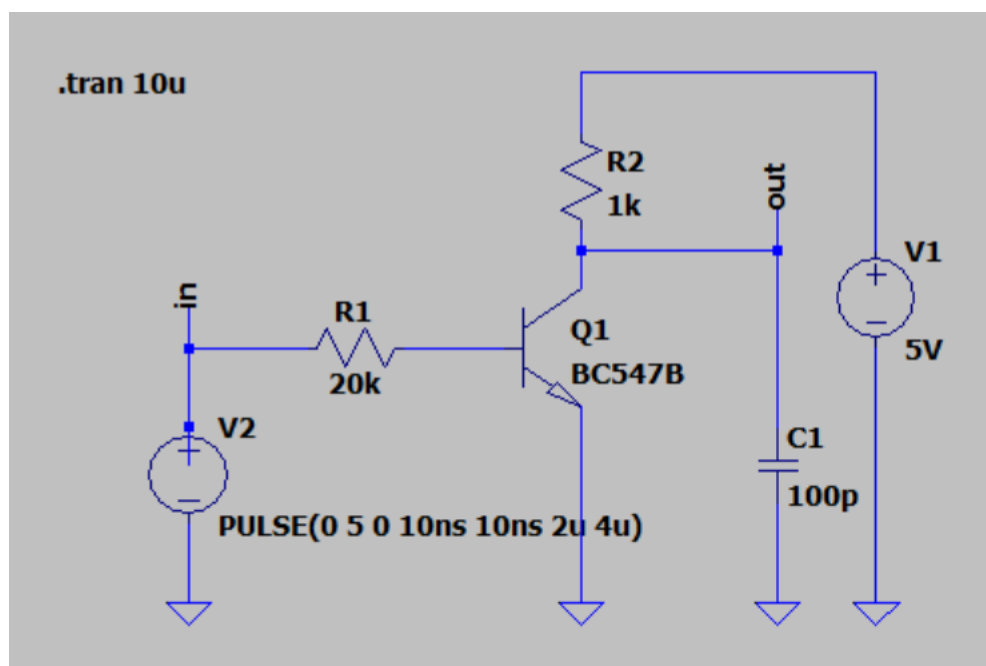 .tran 10u
R2
1k
out
V1
5V
in
R1
20k
Q1
BC547B
V2
PULSE(0 5 0 10ns 10ns 2u 4u)
C1
100p